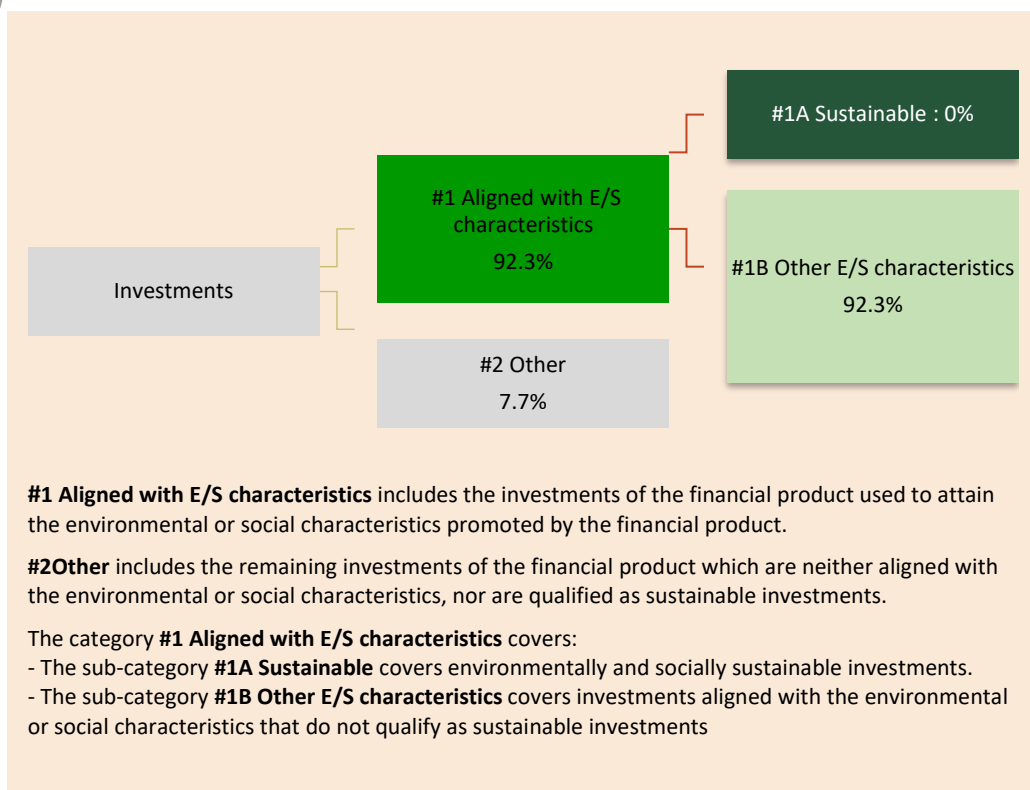 #1A Sustainable : 0%
#1 Aligned with E/S
characteristics
92.3%
#1B Other E/S characteristics
92.3%
Investments
#2 Other
7.7%
#1 Aligned with E/S characteristics includes the investments of the financial product used to attain
the environmental or social characteristics promoted by the financial product.
#2Other includes the remaining investments of the financial product which are neither aligned with
the environmental or social characteristics, nor are qualified as sustainable investments.
The category #1 Aligned with E/S characteristics covers:
- The sub-category #1A Sustainable covers environmentally and socially sustainable investments.
- The sub-category #1B Other E/S characteristics covers investments aligned with the environmental
or social characteristics that do not qualify as sustainable investments